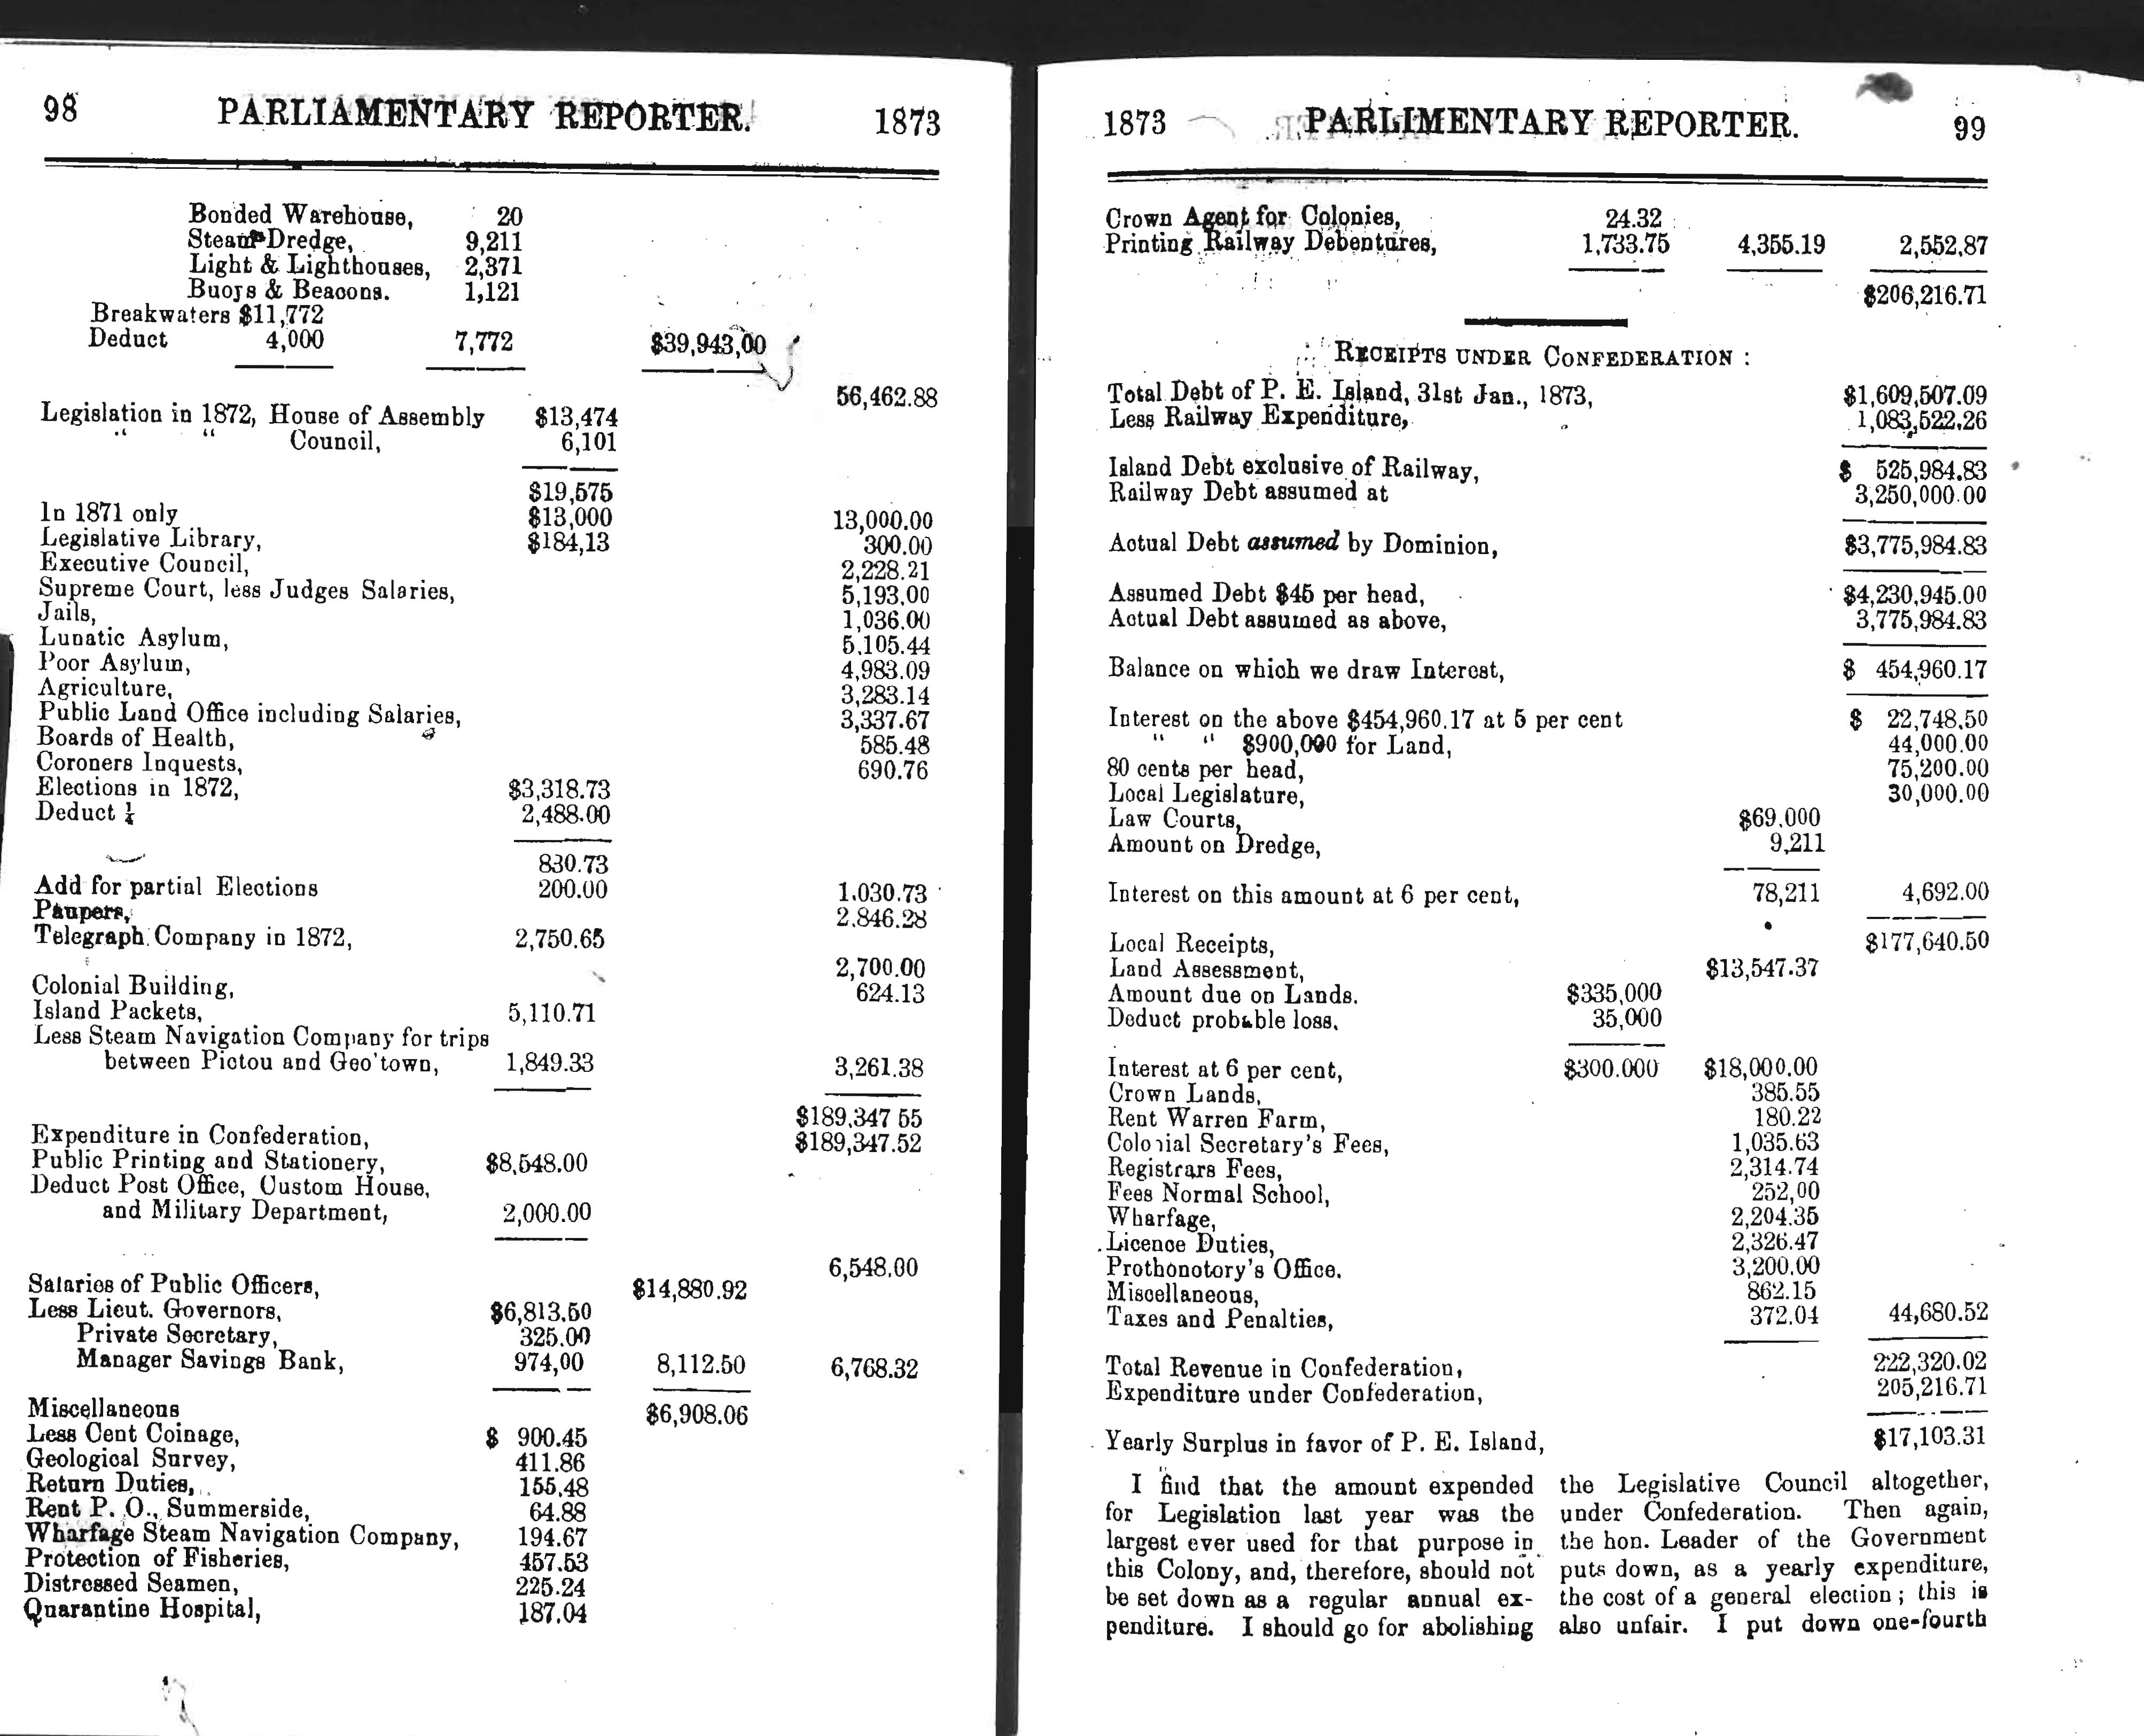 98 PARLIAMENTARY REPORTER. 1873
Bonded Warehouse, 20
Steam Dredge, 9,211
Light & Lighthouses, 2,371
Buoys & Beacons. 1,121
Breakwaters $11,772
Deduct 4,000 7,772 $39,943,00
56,462.88
Legislation in 1872, House of Assembly $13,474
" " Council, 6,101
$19,575
In 1871 only $13,000 13,000.00
Legislative Library, $184,13 300.00
Executive Council, 2,228.21
Supreme Court, less Judges Salaries, 5,193.00
Jails, 1,036.00
Lunatic Asylum, 5,105.44
Poor Asylum, 4,983.09
Agriculture, 3,283.14
Public Land Office including Salaries, 3,337.67
Boards of Health, 585.48
Coroners Inquests, 690.76
Elections in 1872, $3,318.73
Deduct ¼ 2,488.00
830.73
Add for partial Elections 200.00 1.030.73
Paupers, 2.846.28
Telegraph Company in 1872, 2,750.65
2,700.00
Colonial Building, 624.13
Island Packets, 5,110.71
Less Steam Navigation Company for trips
between Pictou and Geo'town, 1,849.33 3,261.38
$189,347 55
Expenditure in Confederation, $189,347.52
Public Printing and Stationery, $8,548.00
Deduct Post Office, Custom House,
and Military Department, 2,000.00
6,548.00
Salaries of Public Officers, $14,880.92
Less Lieut. Governors, $6,813.50
Private Secretary, 325.00
Manager Savings Bank, 974,00 8,112.50 6,768.32
Miscellaneous $6,908.06
Less Cent Coinage, $ 900.45
Geological Survey, 411.86
Return Duties, 155.48
Rent P. O., Summerside, 64.88
Wharfage Steam Navigation Company, 194.67
Protection of Fisheries, 457.53
Distressed Seamen, 225.24
Quarantine Hospital, 187.04
1873 PARLIMENTARY REPORTER. 99
Crown Agent for Colonies, 24.32
Printing Railway Debentures, 1,733.75 4,355.19 2,552,87
$206,216.71
RECEIPTS UNDER CONFEDERATION :
Total Debt of P. E. Island, 31st Jan., 1873, $1,609,507.09
Less Railway Expenditure, 1,083,522.26
Island Debt exclusive of Railway, $ 525,984.83
Railway Debt assumed at 3,250,000.00
Actual Debt assumed by Dominion, $3,775,984.83
Assumed Debt $45 per head, $4,230,945.00
Actual Debt assumed as above, 3,775,984.83
Balance on which we draw Interest, $ 454,960.17
Interest on the above $454,960.17 at 5 per cent $ 22,748.50
" " $900,000 for Land, 44,000.00
80 cents per head, 75,200.00
Local Legislature, 30,000.00
Law Courts, $69,000
Amount on Dredge, 9,211
Interest on this amount at 6 per cent, 78,211 4,692.00
Local Receipts, $177,640.50
Land Assessment, $13,547.37
Amount due on Lands. $335,000
Deduct probable loss. 35,000
Interest at 6 per cent, $300.000 $18,000.00
Crown Lands, 385.55
Rent Warren Farm, 180.22
Colonial Secretary's Fees, 1,035.63
Registrars Fees, 2,314.74
Fees Normal School, 252,00
Wharfage, 2,204.35
Licence Duties, 2,326.47
Prothonotory's Office. 3,200.00
Miscellaneous, 862.15
Taxes and Penalties, 372.04 44,680.52
Total Revenue in Confederation, 222,320.02
Expenditure under Confederation, 205,216.71
Yearly Surplus in favor of P. E. Island, $17,103.31
I find that the amount expended
for Legislation last year was the
largest ever used for that purpose in
this Colony, and, therefore, should not
be set down as a regular annual ex-
penditure. I should go for abolishing
the Legislative Council altogether,
under Confederation. Then again,
the hon. Leader of the Government
puts down, as a yearly expenditure,
the cost of a general election ; this is
also unfair. I put down one-fourth